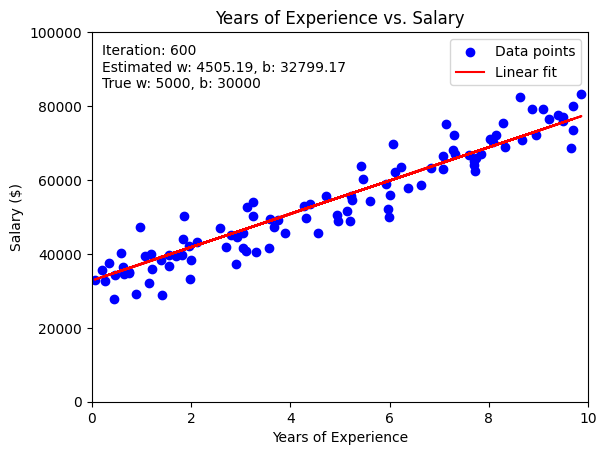 Years of Experience vs. Salary
Iteration: 600
Estimated w: 4505.19, b: 32799.17
True w: 5000, b: 30000
Data points
Linear fit
100000
80000
60000
40000
20000
0
Salary ($)
0 2 4 6 8 10
Years of Experience